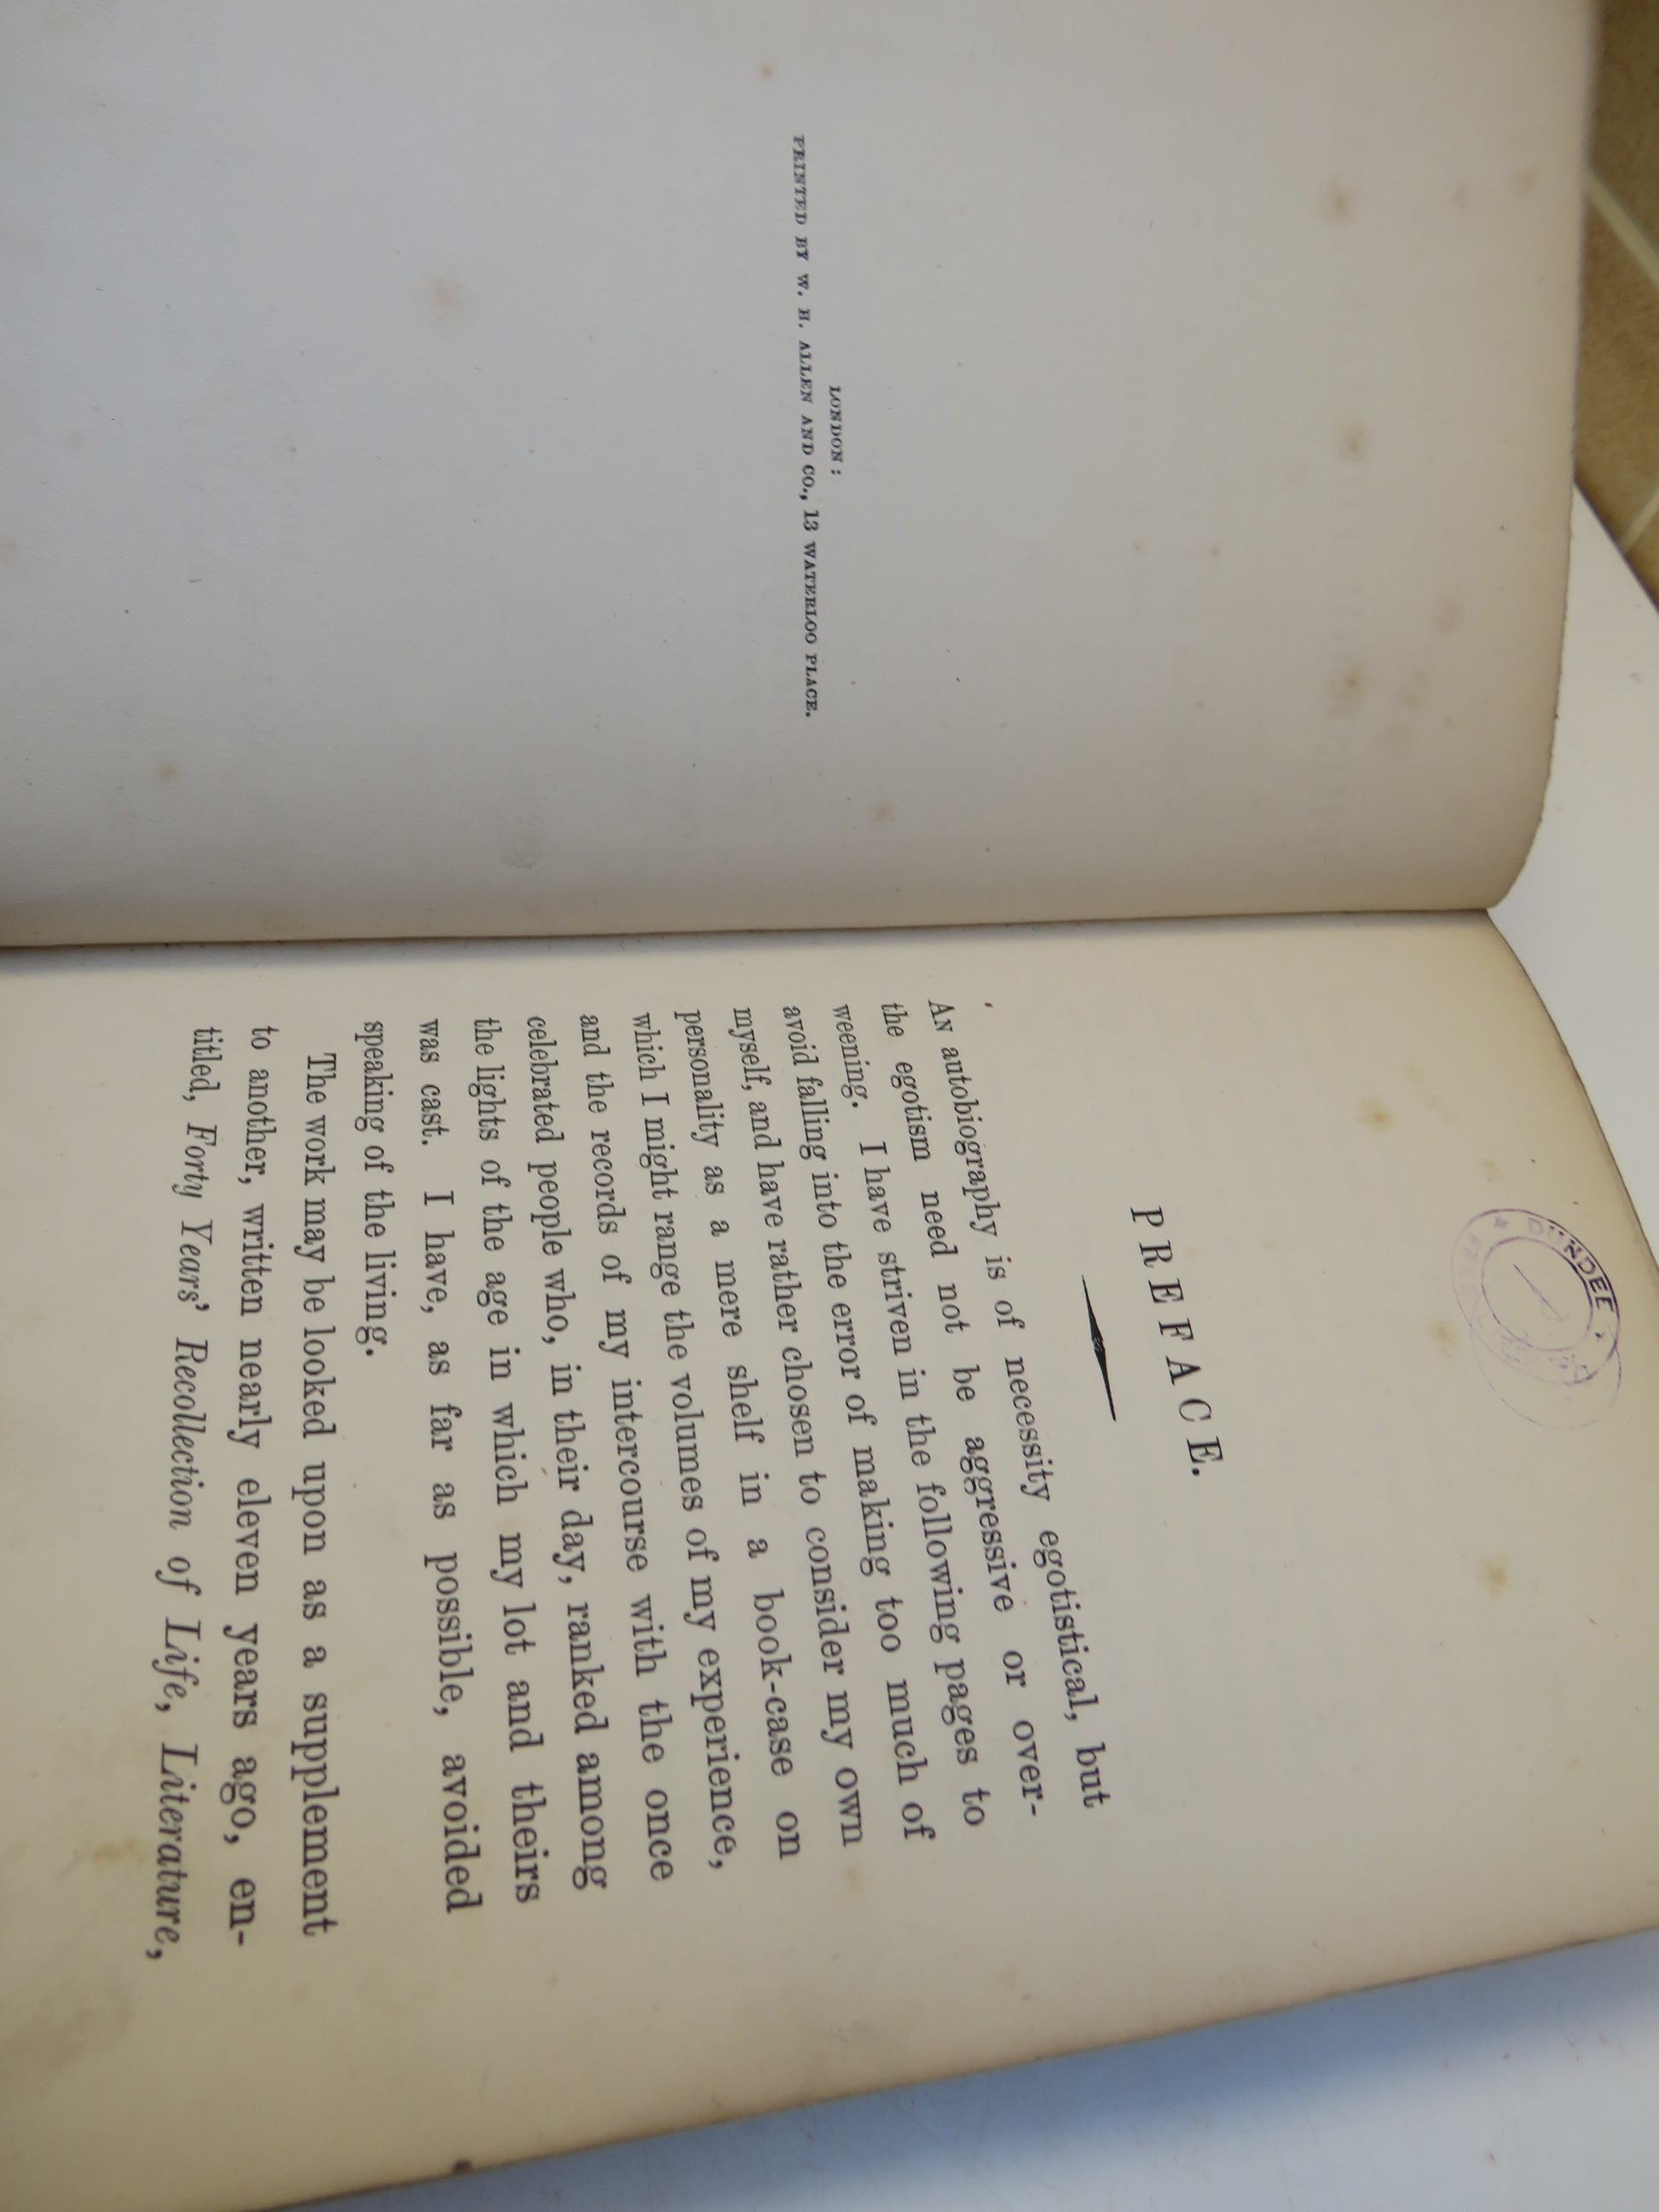 LONDON:
PRINTED BY W. H. ALLEN AND CO., 13 WATERLOO PLACE.
DUNDEE
PREFACE.
AN autobiography is of necessity egotistical, but
the egotism need not be aggressive or over-
weening. I have striven in the following pages to
avoid falling into the error of making too much of
myself, and have rather chosen to consider my own
personality as a mere shelf in a book-case on
which I might range the volumes of my experience,
and the records of my intercourse with the once
celebrated people who, in their day, ranked among
the lights of the age in which my lot and theirs
was cast. I have, as far as possible, avoided
speaking of the living.
The work may be looked upon as a supplement
to another, written nearly eleven years ago, en-
titled, Forty Years' Recollection of Life, Literature,